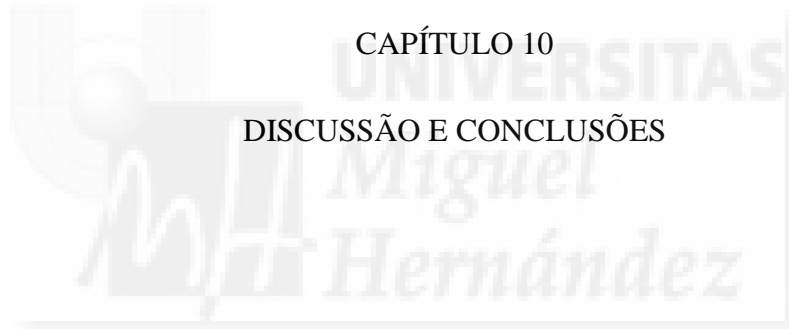 CAPÍTULO 10
UNIVERSITAS
DISCUSSÃO E CONCLUSÕES
Miguel
Hernández